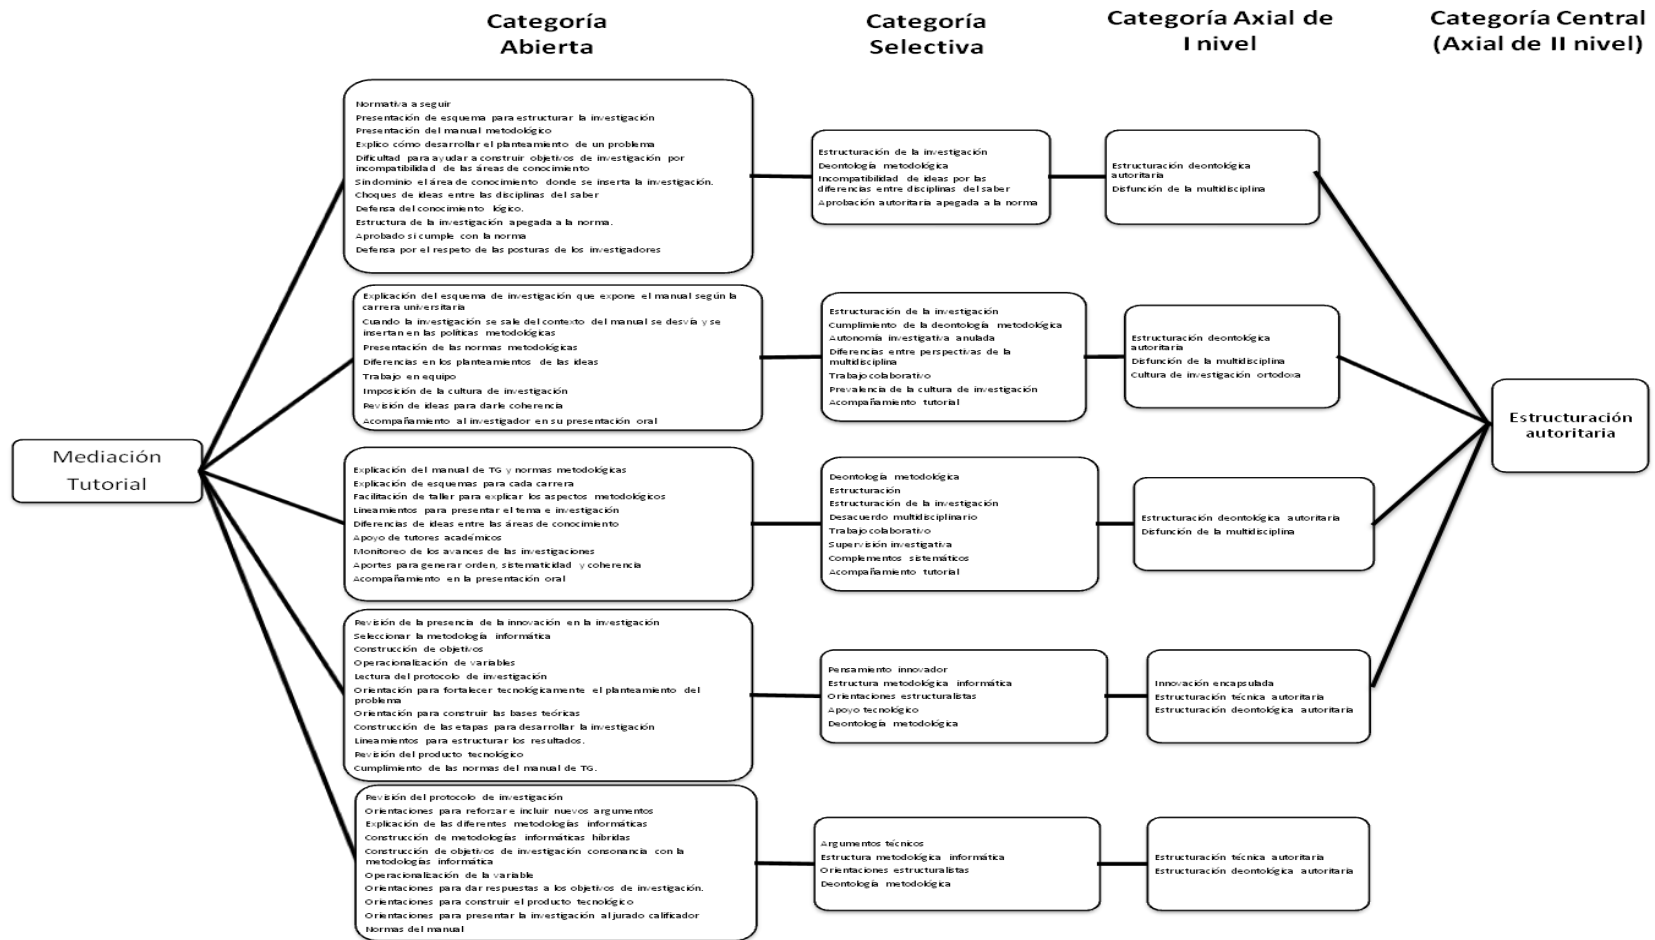 Categoría
Abierta
Categoría
Selectiva
Categoría Axial de
I nivel
Categoría Central
(Axial de II nivel)
Mediación
Tutorial
Normativa a seguir
Presentación de esquema para estructurar la investigación
Presentación del manual metodológico
Explico cómo desarrollar el planteamiento de un problema
Dificultad para ayudar a construir objetivos de investigación por
incompatibilidad de las áreas de conocimiento
Sin dominio el área de conocimiento donde se inserta la investigación.
Choques de ideas entre las disciplinas del saber
Defensa del conocimiento lógico.
Estructura de la investigación apegada a la norma.
Aprobado si cumple con la norma
Defensa por el respeto de las posturas de los investigadores
Estructuración de la investigación
Deontología metodológica
Incompatibilidad de ideas por las
diferencias entre disciplinas del saber
Aprobación autoritaria apegada a la norma
Estructuración deontológica
autoritaria
Disfunción de la multidisciplina
Explicación del esquema de investigación que expone el manual según la
carrera universitaria
Cuando la investigación se sale del contexto del manual se desvía y se
insertan en las políticas metodológicas
Presentación de las normas metodológicas
Diferencias en los planteamientos de las ideas
Trabajo en equipo
Imposición de la cultura de investigación
Revisión de ideas para darle coherencia
Acompañamiento al investigador en su presentación oral
Estructuración de la investigación
Cumplimiento de la deontología metodológica
Autonomía investigativa anulada
Diferencias entre perspectivas de la
multidisciplina
Trabajo colaborativo
Prevalencia de la cultura de investigación
Acompañamiento tutorial
Estructuración deontológica
autoritaria
Disfunción de la multidisciplina
Cultura de investigación ortodoxa
Estructuración
autoritaria
Explicación del manual de TG y normas metodológicas
Explicación de esquemas para cada carrera
Facilitación de taller para explicar los aspectos metodológicos
Lineamientos para presentar el tema e investigación
Diferencias de ideas entre las áreas de conocimiento
Apoyo de tutores académicos
Monitoreo de los avances de las investigaciones
Aportes para generar orden, sistematicidad y coherencia
Acompañamiento en la presentación oral
Deontología metodológica
Estructuración
Estructuración de la investigación
Desacuerdo multidisciplinario
Trabajo colaborativo
Supervisión investigativa
Complementos sistemáticos
Acompañamiento tutorial
Estructuración deontológica autoritaria
Disfunción de la multidisciplina
Revisión de la presencia de la innovación en la investigación
Seleccionar la metodología informática
Construcción de objetivos
Operacionalización de variables
Lectura del protocolo de investigación
Orientación para fortalecer tecnológicamente el planteamiento del
problema
Orientación para construir las bases teóricas
Construcción de las etapas para desarrollar la investigación
Lineamientos para estructurar los resultados.
Revisión del producto tecnológico
Cumplimiento de las normas del manual de TG.
Pensamiento innovador
Estructura metodológica informática
Orientaciones estructuralistas
Apoyo tecnológico
Deontología metodológica
Innovación encapsulada
Estructuración técnica autoritaria
Estructuración deontológica autoritaria
Revisión del protocolo de investigación
Orientaciones para reforzar e incluir nuevos argumentos
Explicación de las diferentes metodologías informáticas
Construcción de metodologías informáticas híbridas
Construcción de objetivos de investigación consonancia con la
metodologías informática
Operacionalización de la variable
Orientaciones para dar respuestas a los objetivos de investigación.
Orientaciones para construir el producto tecnológico
Orientaciones para presentar la investigación al jurado calificador
Normas del manual
Argumentos técnicos
Estructura metodológica informática
Orientaciones estructuralistas
Deontología metodológica
Estructuración técnica autoritaria
Estructuración deontológica autoritaria